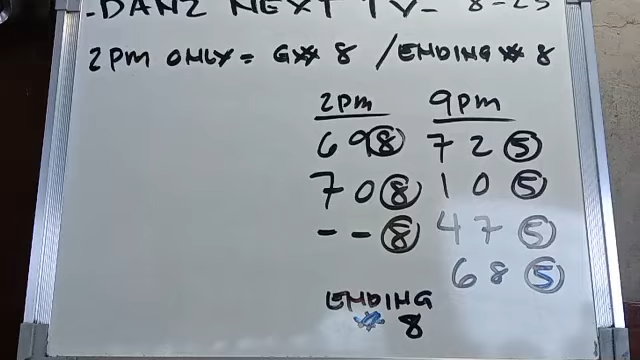 -DANZ NEXT TV- 8-25
2pm ONLY = G** 8 / ENDING ** 8
2pm 9pm
6 9 8 7 2 5
7 0 8 1 0 5
- - 8 4 7 5
6 8 5
ENDING
8